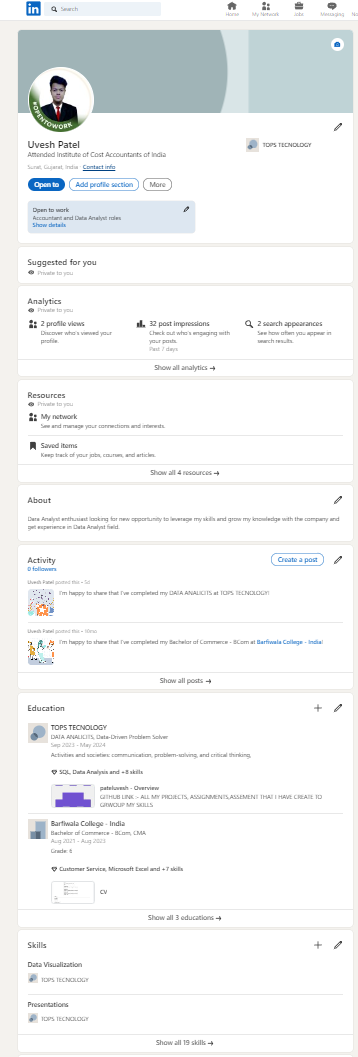 in
Search
Home
My Network
Jobs
Messaging
#OPENTOWORK
Uvesh Patel
TOPS TECNOLOGY
Attended Institute of Cost Accountants of India
Surat, Gujarat, India · Contact info
Open to
Add profile section
More
Open to work
Accountant and Data Analyst roles
Show details
Suggested for you
Private to you
Analytics
Private to you
2 profile views
Discover who's viewed your
profile.
32 post impressions
Check out who's engaging with
your posts.
Past 7 days
2 search appearances
See how often you appear in
search results.
Show all analytics →
Resources
Private to you
My network
See and manage your connections and interests.
Saved items
Keep track of your jobs, courses, and articles.
Show all 4 resources →
About
Dara Analyst enthusiast looking for new opportunity to leverage my skills and grow my knowledge with the company and
get experience in Data Analyst field.
Activity
Create a post
0 followers
Uvesh Patel posted this • 5d
I'm happy to share that I've completed my DATA ANALICITS at TOPS TECNOLOGY!
Uvesh Patel posted this •
I'm happy to share that I've completed my Bachelor of Commerce - BCom at Barfiwala College - India!
Show all posts →
Education
TOPS TECNOLOGY
DATA ANALICITS, Data-Driven Problem Solver
Sep 2023 - May 2024
Activities and societies: communication, problem-solving, and critical thinking,
SQL, Data Analysis and +8 skills
pateluvesh - Overview
GITHUB LINK :- ALL MY PROJECTS, ASSIGNMENTS,ASSEMENT THAT I HAVE CREATE TO
GRWOUP MY SKILLS
Barfiwala College - India
Bachelor of Commerce - BCom, CMA
Aug 2021 - Aug 2023
Grade: E
Customer Service, Microsoft Excel and +7 skills
CV
Show all 3 educations →
Skills
Data Visualization
TOPS TECNOLOGY
Presentations
TOPS TECNOLOGY
Show all 19 skills →